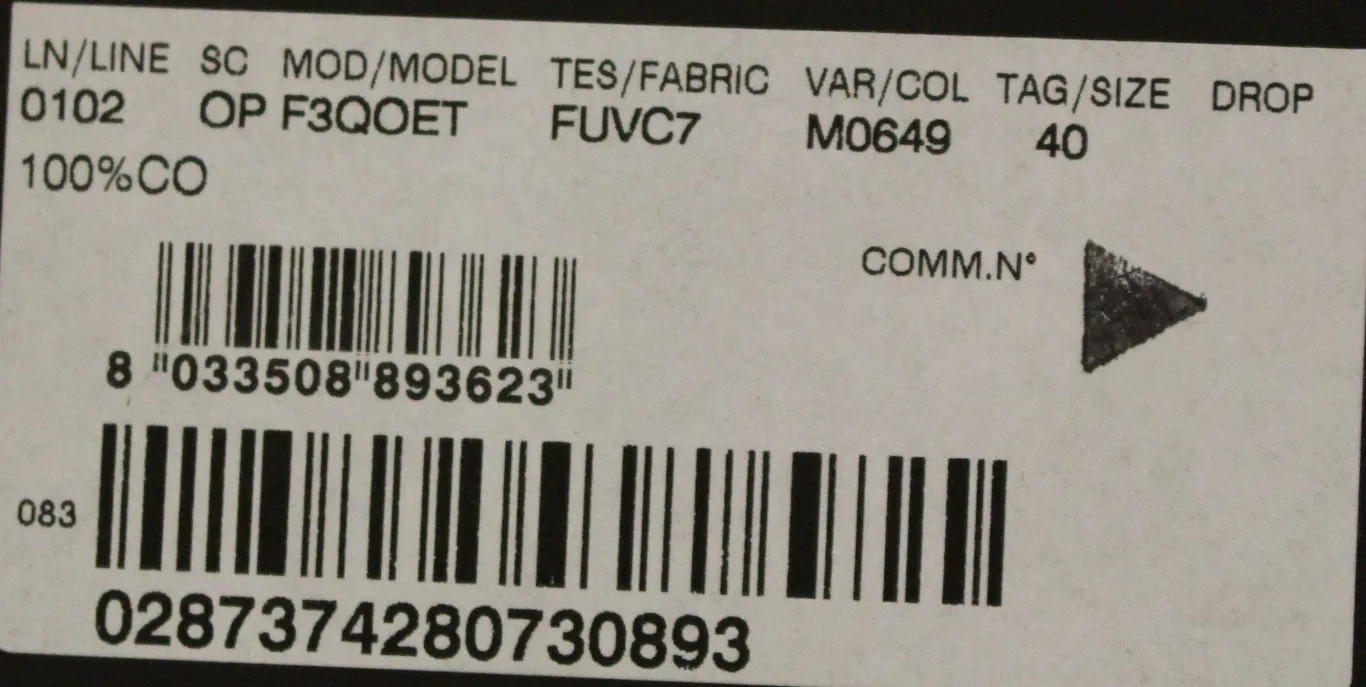 LN/LINE SC MOD/MODEL TES/FABRIC VAR/COL TAG/SIZE DROP
0102 OP F3QOET FUVC7 M0649 40
100%CO
COMM.N°
8 "033508"893623"
083
0287374280730893